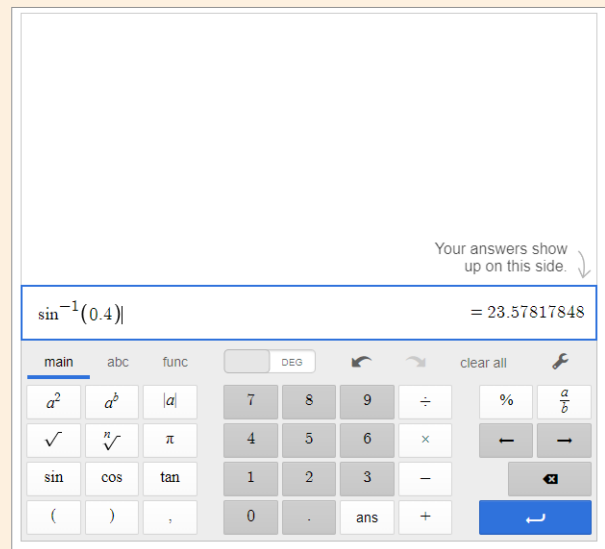 Your answers show
up on this side.
sin⁻¹(0.4) = 23.57817848
main abc func DEG clear all
a² aᵇ |a| 7 8 9 ÷ % a/b
√ ⁿ√ π 4 5 6 × ← →
sin cos tan 1 2 3 −
( ) , 0 . ans +